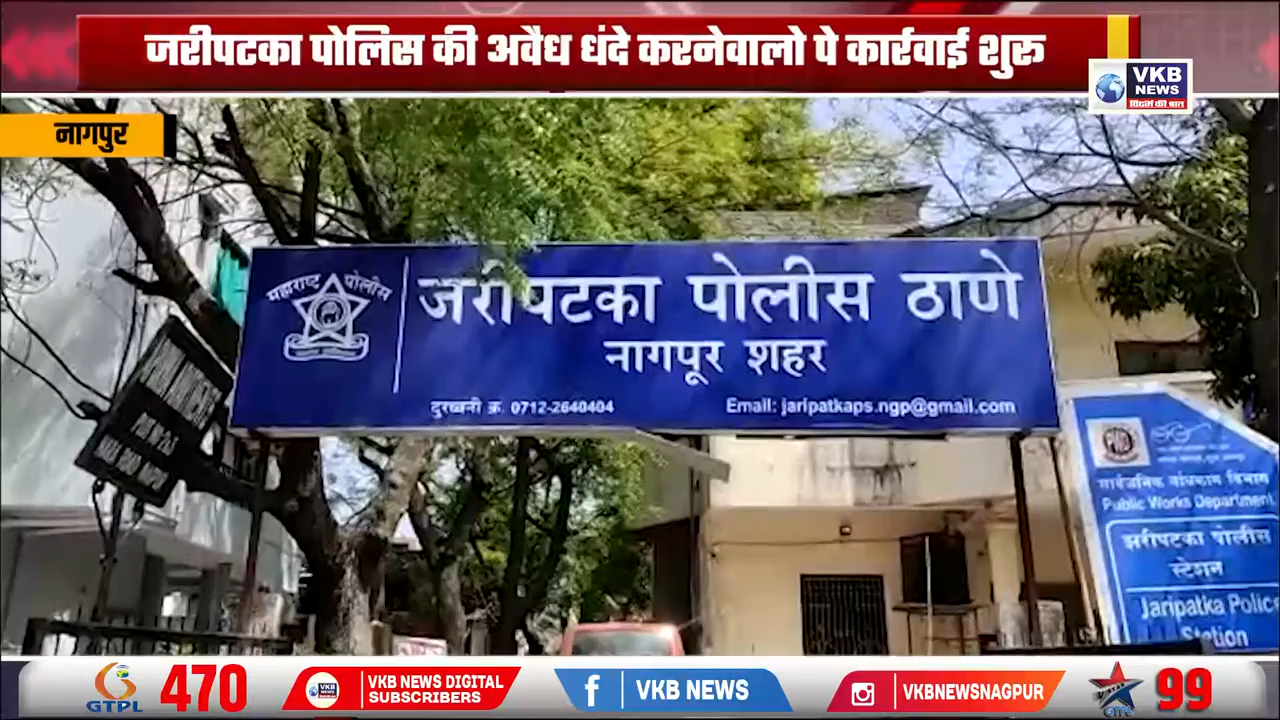 जरीपटका पोलिस की अवैध धंदे करनेवालो पे कार्रवाई शुरू
VKB
NEWS
विदर्भ की बात
नागपुर
महाराष्ट्र पोलीस
जरीपटका पोलीस ठाणे
नागपूर शहर
दुरध्वनी क्र. 0712-2640404
Email: jaripatkaps.ngp@gmail.com
सार्वजनिक बांधकाम विभाग
Public Works Department
झरीपटका पोलीस
स्टेशन
Jaripatka Police
Station
GTPL
470
VKB NEWS DIGITAL
SUBSCRIBERS
VKB NEWS
VKBNEWSNAGPUR
99